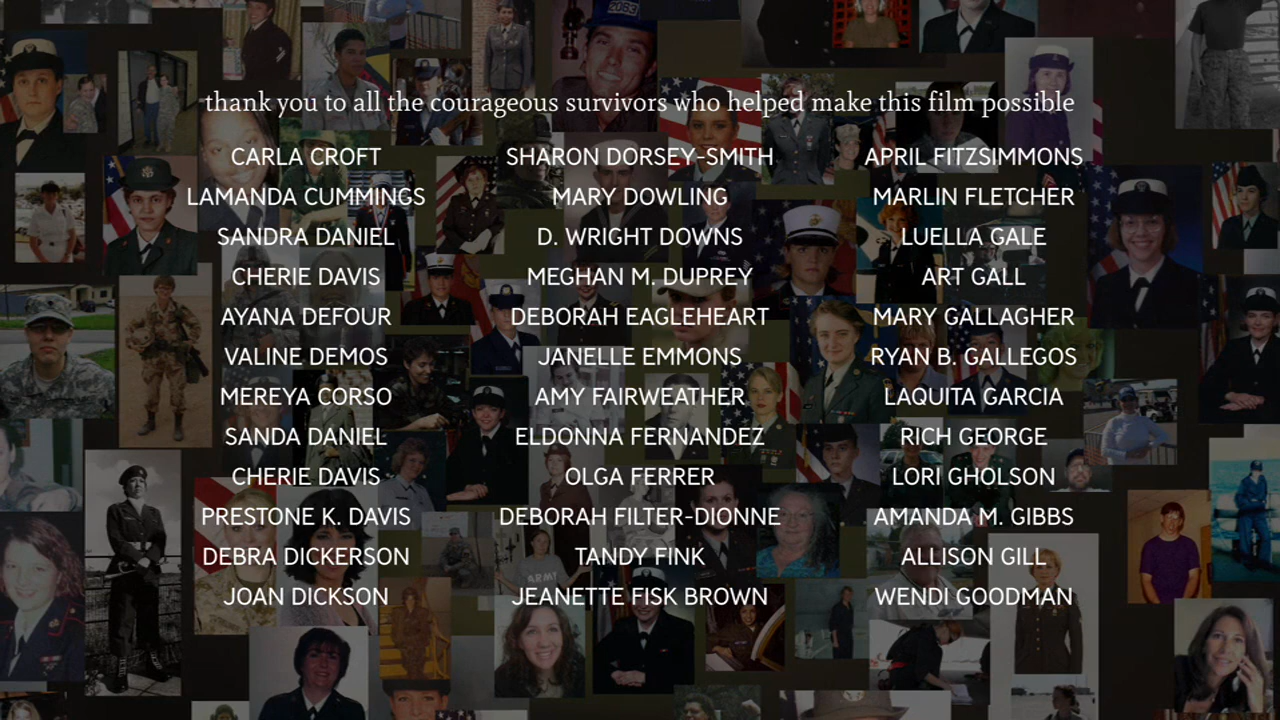 2083
thank you to all the courageous survivors who helped make this film possible
CARLA CROFT SHARON DORSEY-SMITH APRIL FITZSIMMONS
LAMANDA CUMMINGS MARY DOWLING MARLIN FLETCHER
SANDRA DANIEL D. WRIGHT DOWNS LUELLA GALE
CHERIE DAVIS MEGHAN M. DUPREY ART GALL
AYANA DEFOUR DEBORAH EAGLEHEART MARY GALLAGHER
VALINE DEMOS JANELLE EMMONS RYAN B. GALLEGOS
MEREYA CORSO AMY FAIRWEATHER LAQUITA GARCIA
SANDA DANIEL ELDONNA FERNANDEZ RICH GEORGE
CHERIE DAVIS OLGA FERRER LORI GHOLSON
PRESTONE K. DAVIS DEBORAH FILTER-DIONNE AMANDA M. GIBBS
DEBRA DICKERSON TANDY FINK ALLISON GILL
ARMY
JOAN DICKSON JEANETTE FISK BROWN WENDI GOODMAN